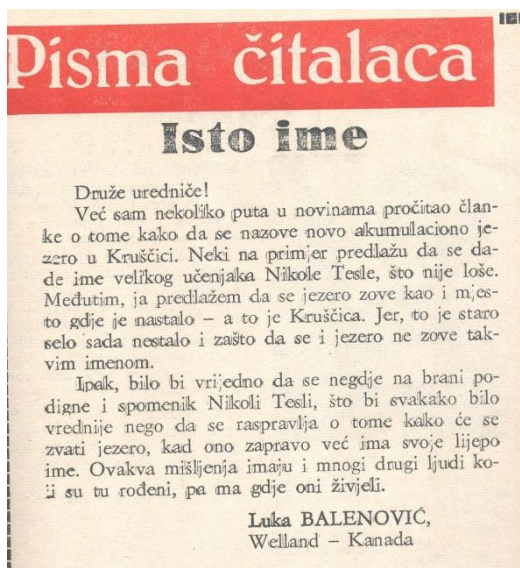 Pisma čitalaca
Isto ime
Druže uredniče!
Već sam nekoliko puta u novinama pročitao član-
ke o tome kako da se nazove novo akumulaciono je-
zero u Kruščici. Neki na primjer predlažu da se da-
de ime velikog učenjaka Nikole Tesle, što nije loše.
Međutim, ja predlažem da se jezero zove kao i mjes-
to gdje je nastalo — a to je Kruščica. Jer, to je staro
selo sada nestalo i zašto da se i jezero ne zove tak-
vim imenom.
Ipak, bilo bi vrijedno da se negdje na brani po-
digne i spomenik Nikoli Tesli, što bi svakako bilo
vrednije nego da se raspravlja o tome kako će se
zvati jezero, kad ono zapravo već ima svoje lijepo
ime. Ovakva mišljenja imaju i mnogi drugi ljudi ko-
ji su tu rođeni, pa ma gdje oni živjeli.
Luka BALENOVIĆ,
Welland — Kanada